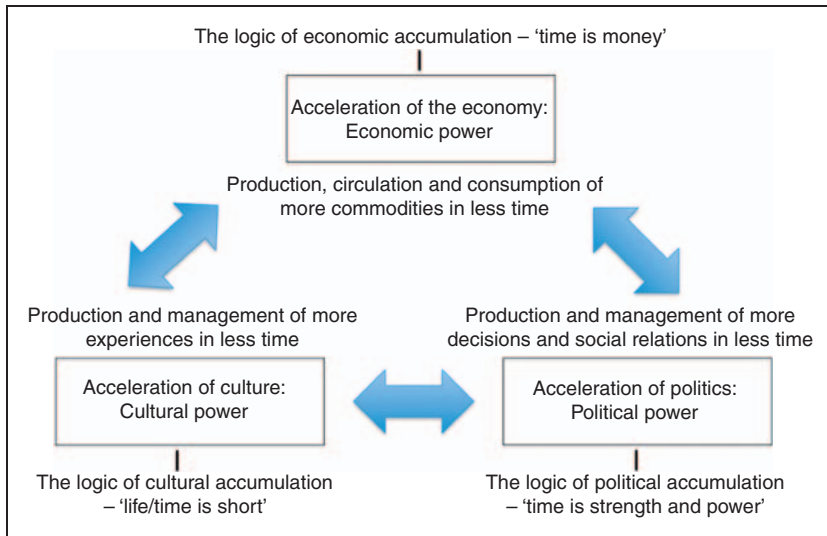 The logic of economic accumulation – ‘time is money’
Acceleration of the economy:
Economic power
Production, circulation and consumption of
more commodities in less time
Production and management of more
experiences in less time
Acceleration of culture:
Cultural power
The logic of cultural accumulation
– ‘life/time is short’
Production and management of more
decisions and social relations in less time
Acceleration of politics:
Political power
The logic of political accumulation
– ‘time is strength and power’